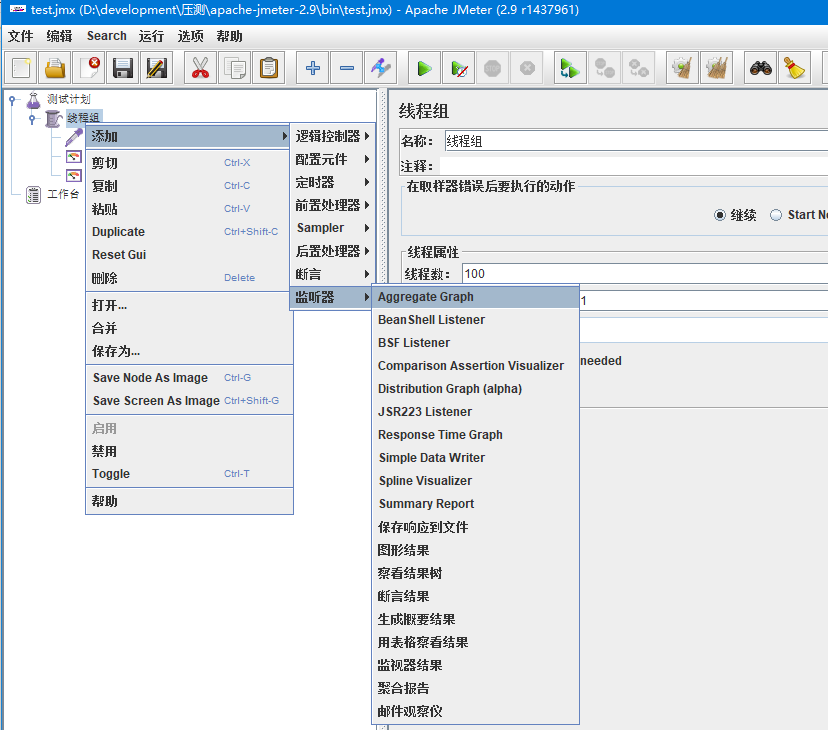 test.jmx (D:\development\压测\apache-jmeter-2.9\bin\test.jmx) - Apache JMeter (2.9 r1437961)
文件 编辑 Search 运行 选项 帮助
测试计划
线程组
工作台
添加
剪切 Ctrl-X
复制 Ctrl-C
粘贴 Ctrl-V
Duplicate Ctrl+Shift-C
Reset Gui
删除 Delete
打开...
合并
保存为...
Save Node As Image Ctrl-G
Save Screen As Image Ctrl+Shift-G
启用
禁用
Toggle Ctrl-T
帮助
逻辑控制器
配置元件
定时器
前置处理器
Sampler
后置处理器
断言
监听器
Aggregate Graph
BeanShell Listener
BSF Listener
Comparison Assertion Visualizer
Distribution Graph (alpha)
JSR223 Listener
Response Time Graph
Simple Data Writer
Spline Visualizer
Summary Report
保存响应到文件
图形结果
察看结果树
断言结果
生成概要结果
用表格察看结果
监视器结果
聚合报告
邮件观察仪
线程组
名称： 线程组
注释：
在取样器错误后要执行的动作
继续 Start Ne
线程属性
线程数： 100
1
needed